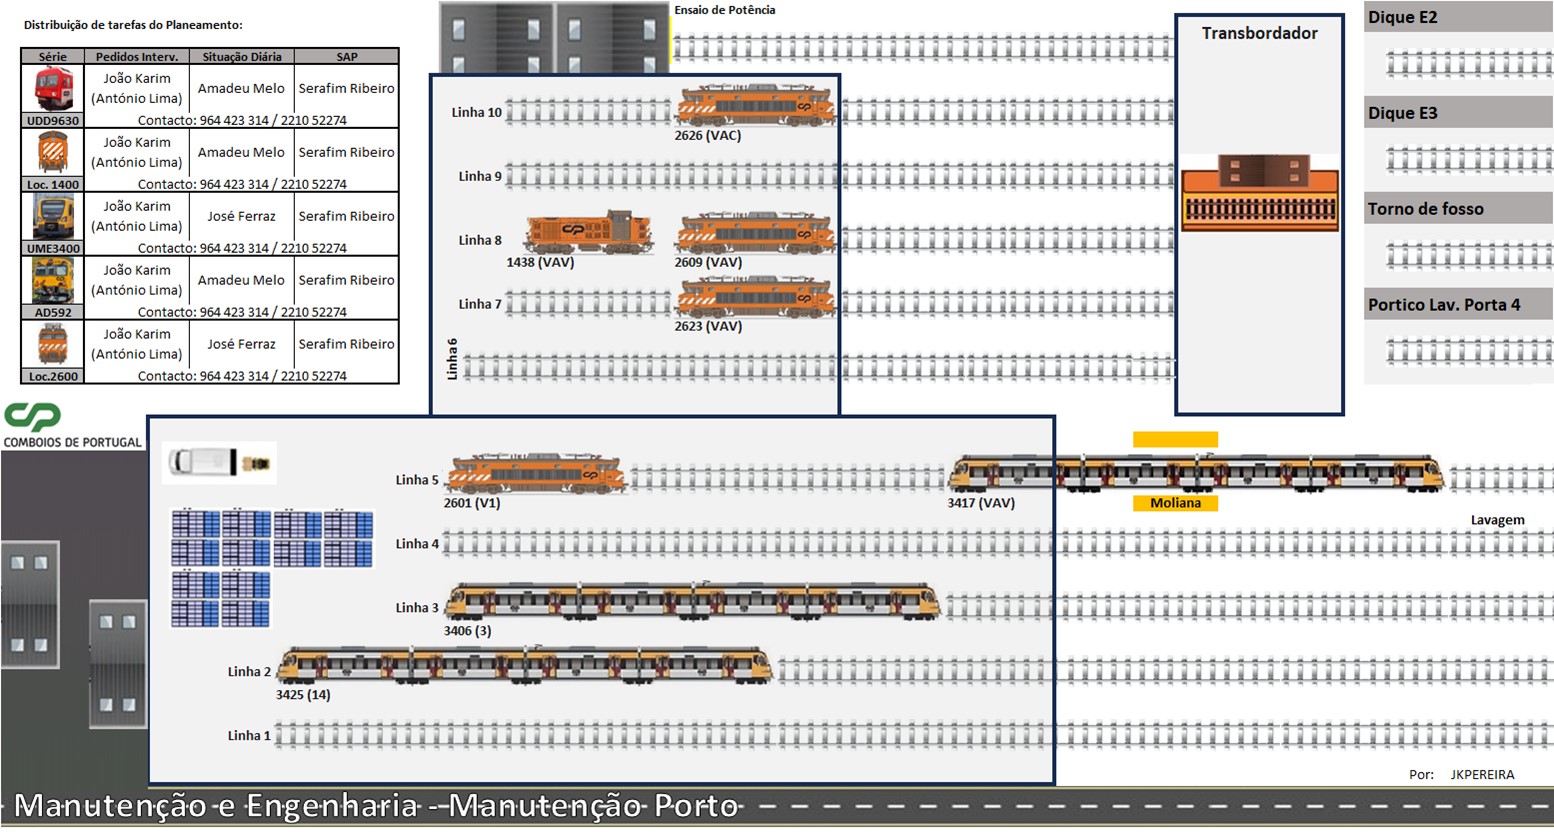 Distribuição de tarefas do Planeamento:
Série Pedidos Interv. Situação Diária SAP
João Karim
(António Lima) Amadeu Melo Serafim Ribeiro
UDD9630 Contacto: 964 423 314 / 2210 52274
João Karim
(António Lima) Amadeu Melo Serafim Ribeiro
Loc. 1400 Contacto: 964 423 314 / 2210 52274
João Karim
(António Lima) José Ferraz Serafim Ribeiro
UME3400 Contacto: 964 423 314 / 2210 52274
João Karim
(António Lima) Amadeu Melo Serafim Ribeiro
AD592 Contacto: 964 423 314 / 2210 52274
João Karim
(António Lima) José Ferraz Serafim Ribeiro
Loc.2600 Contacto: 964 423 314 / 2210 52274
CP
COMBOIOS DE PORTUGAL
Ensaio de Potência
Linha 10
2626 (VAC)
Linha 9
Linha 8
1438 (VAV) 2609 (VAV)
Linha 7
2623 (VAV)
Linha 6
Transbordador
Dique E2
Dique E3
Torno de fosso
Portico Lav. Porta 4
Linha 5
2601 (V1) 3417 (VAV) Moliana
Lavagem
Linha 4
Linha 3
3406 (3)
Linha 2
3425 (14)
Linha 1
Por: JKPEREIRA
Manutenção e Engenharia - Manutenção Porto